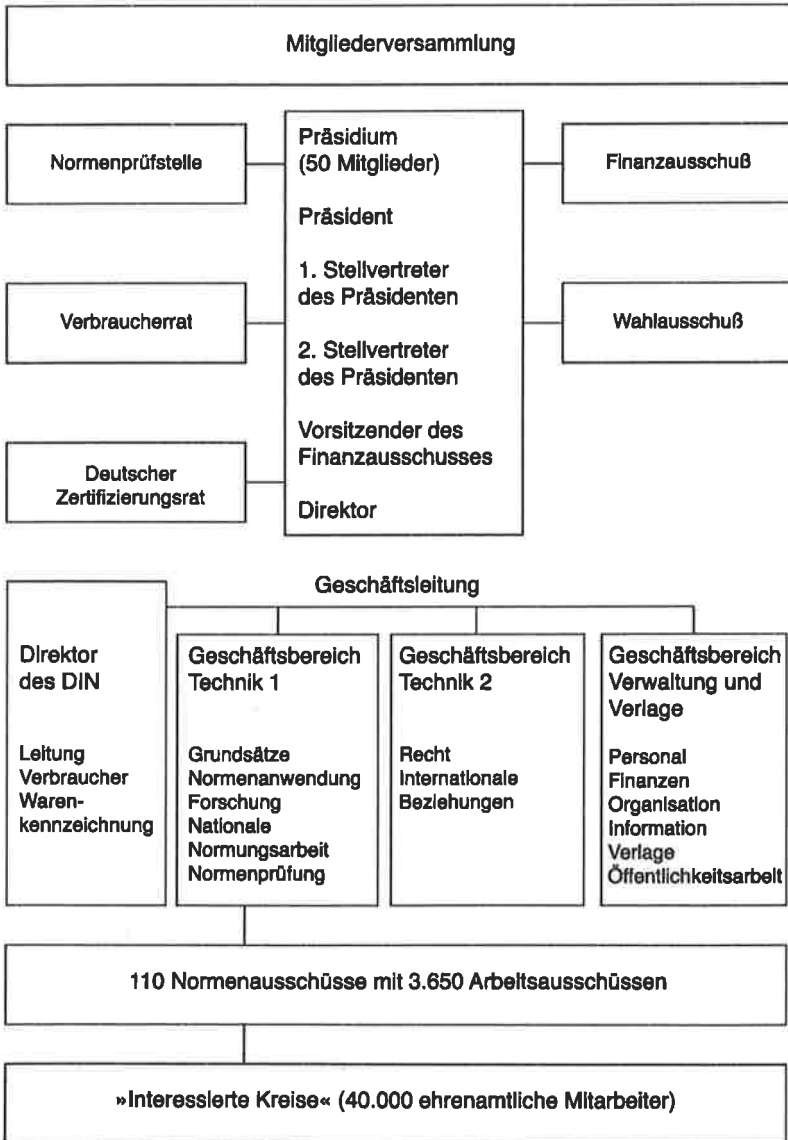 Mitgliederversammlung
Normenprüfstelle
Verbraucherrat
Deutscher
Zertifizierungsrat
Präsidium
(50 Mitglieder)
Präsident
1. Stellvertreter
des Präsidenten
2. Stellvertreter
des Präsidenten
Vorsitzender des
Finanzausschusses
Direktor
Finanzausschuß
Wahlausschuß
Geschäftsleitung
Direktor
des DIN
Leitung
Verbraucher
Waren-
kennzeichnung
Geschäftsbereich
Technik 1
Grundsätze
Normenanwendung
Forschung
Nationale
Normungsarbeit
Normenprüfung
Geschäftsbereich
Technik 2
Recht
Internationale
Beziehungen
Geschäftsbereich
Verwaltung und
Verlage
Personal
Finanzen
Organisation
Information
Verlage
Öffentlichkeitsarbeit
110 Normenausschüsse mit 3.650 Arbeitsausschüssen
»Interessierte Kreise« (40.000 ehrenamtliche Mitarbeiter)